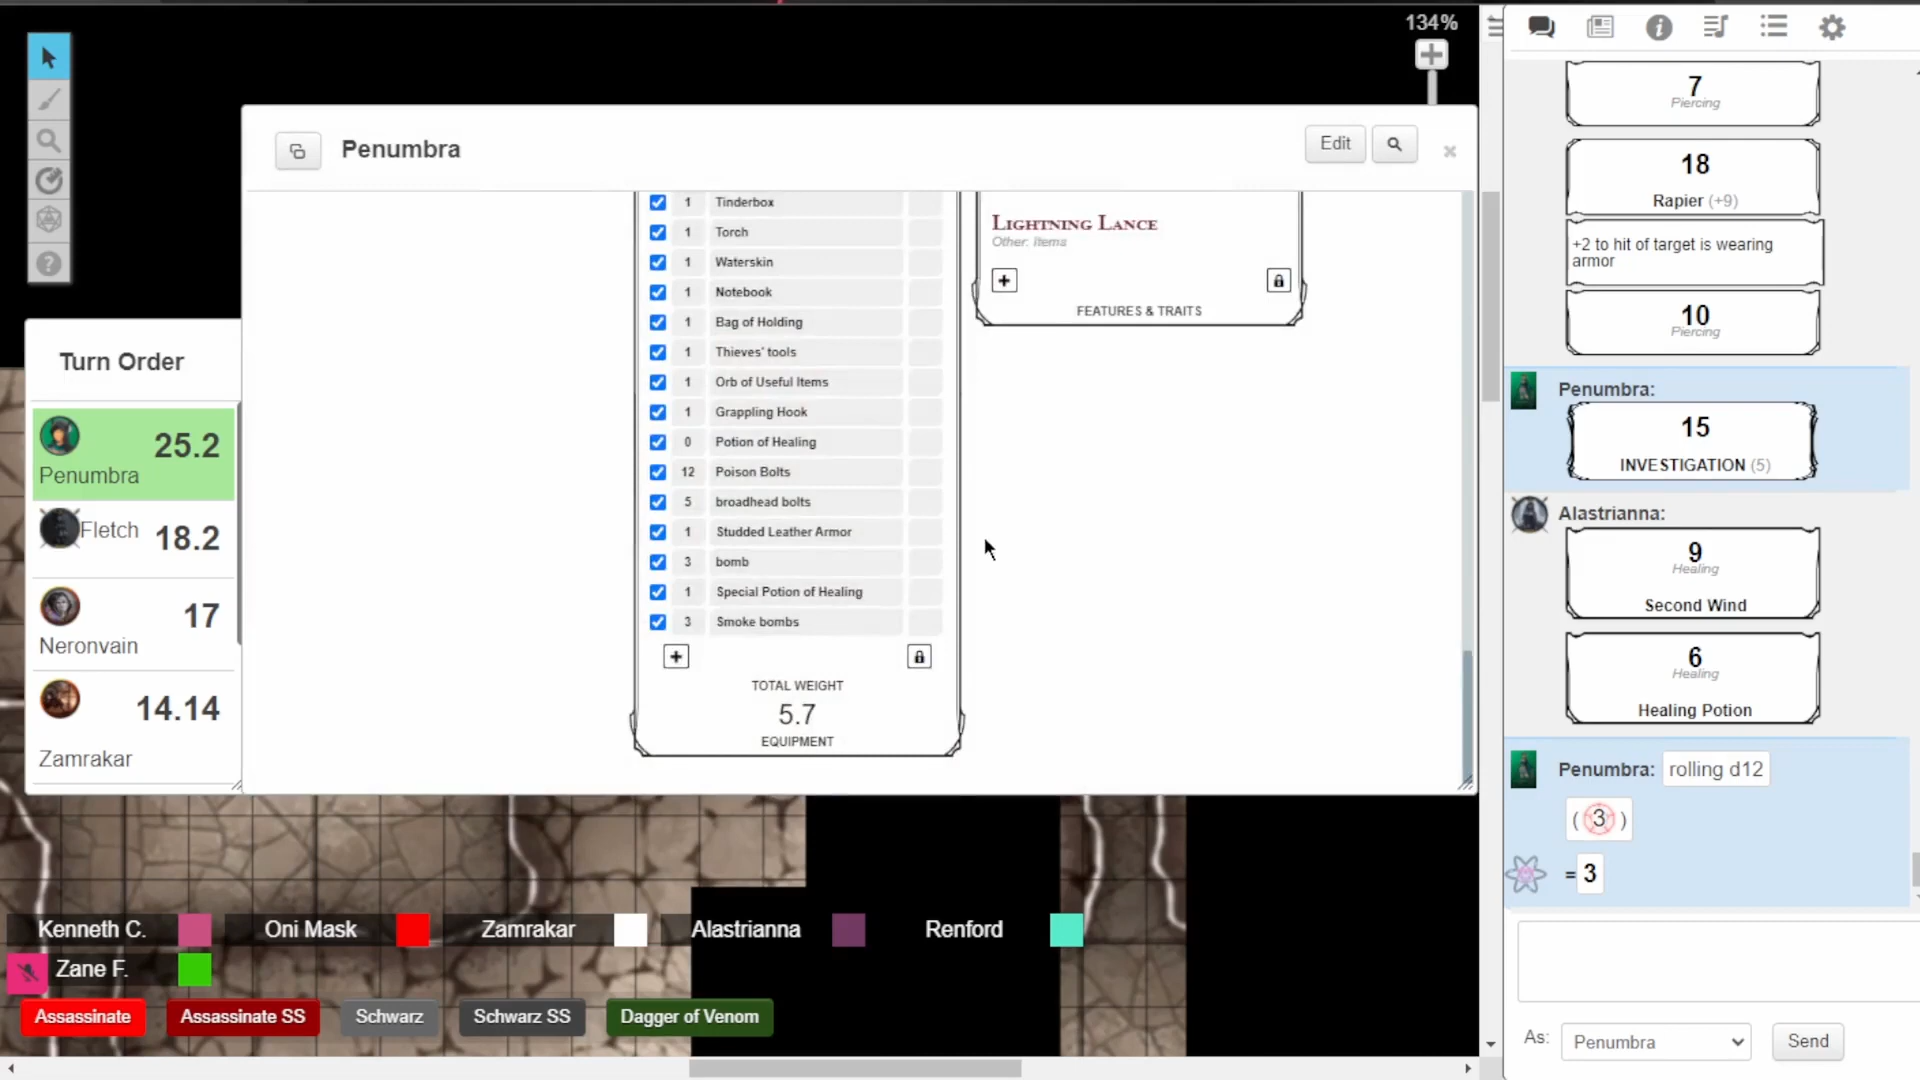 134%
Penumbra
Edit
1 Tinderbox
1 Torch
1 Waterskin
1 Notebook
1 Bag of Holding
1 Thieves' tools
1 Orb of Useful Items
1 Grappling Hook
0 Potion of Healing
12 Poison Bolts
5 broadhead bolts
1 Studded Leather Armor
3 bomb
1 Special Potion of Healing
3 Smoke bombs
TOTAL WEIGHT
5.7
EQUIPMENT
LIGHTNING LANCE
Other: Items
FEATURES & TRAITS
Turn Order
25.2
Penumbra
Fletch 18.2
17
Neronvain
14.14
Zamrakar
Kenneth C.
Oni Mask
Zamrakar
Alastrianna
Renford
Zane F.
Assassinate
Assassinate SS
Schwarz
Schwarz SS
Dagger of Venom
7
Piercing
18
Rapier (+9)
+2 to hit of target is wearing
armor
10
Piercing
Penumbra:
15
INVESTIGATION (5)
Alastrianna:
9
Healing
Second Wind
6
Healing
Healing Potion
Penumbra: rolling d12
(3)
=3
As: Penumbra
Send